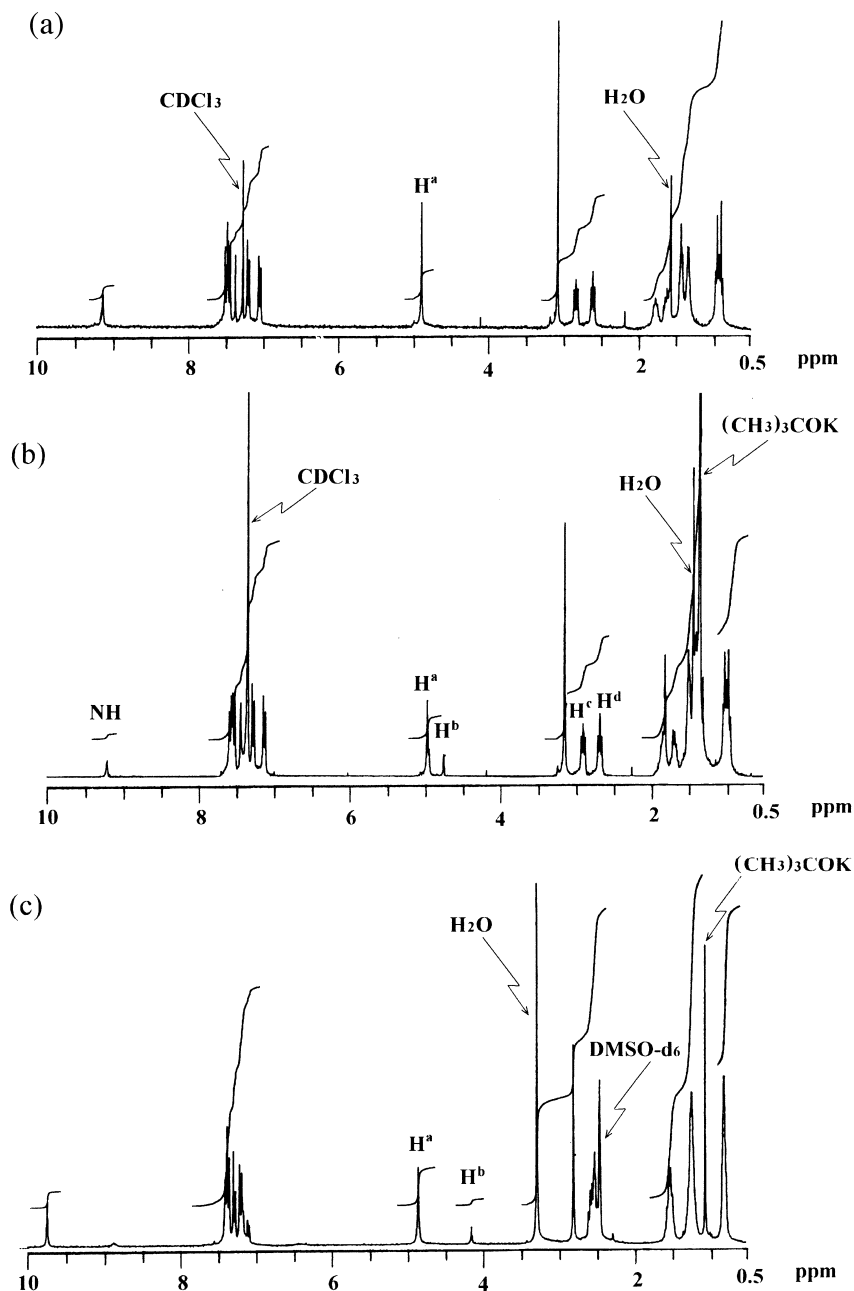 (a)
CDCl₃
H₂O
Hᵃ
10 8 6 4 2 0.5 ppm
(b)
(CH₃)₃COK
CDCl₃
H₂O
NH
Hᵃ
Hᵇ
Hᶜ
Hᵈ
10 8 6 4 2 0.5 ppm
(c)
(CH₃)₃COK
H₂O
DMSO-d₆
Hᵃ
Hᵇ
10 8 6 4 2 0.5 ppm